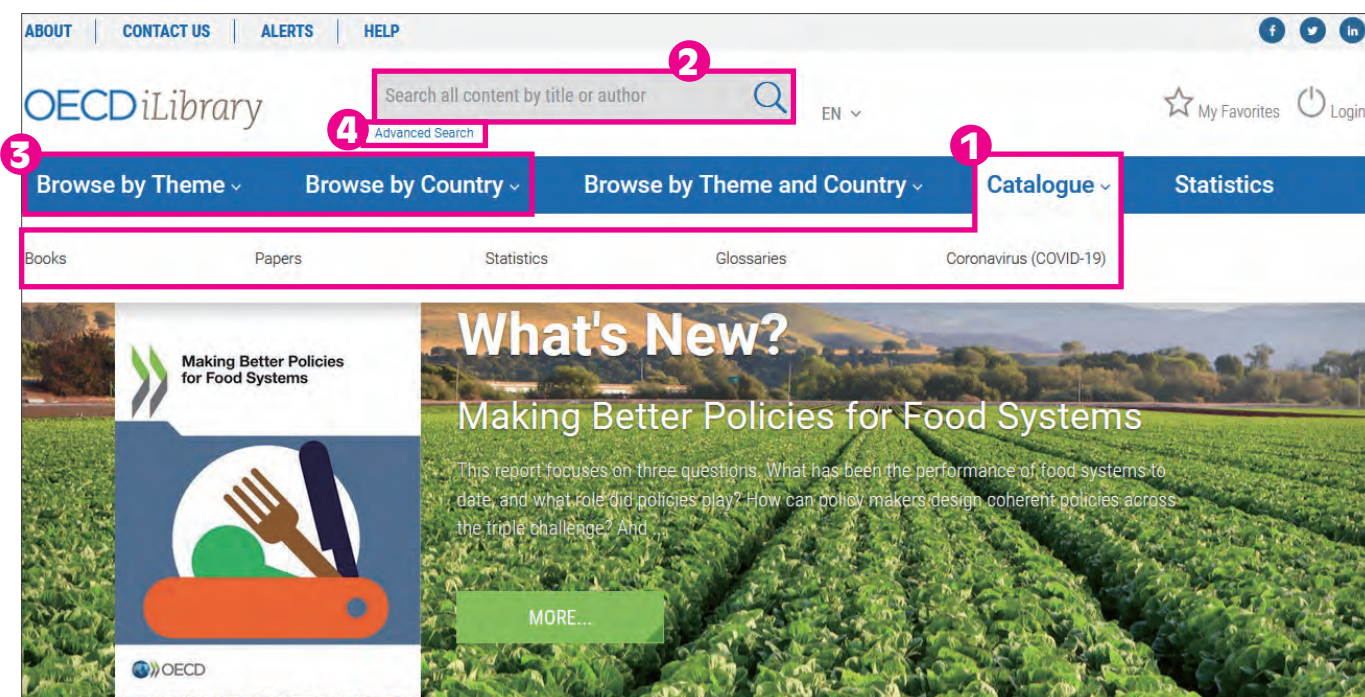 ABOUT CONTACT US ALERTS HELP
f in
2
OECD iLibrary
Search all content by title or author
EN
My Favorites
Login
4
Advanced Search
3
1
Browse by Theme Browse by Country Browse by Theme and Country Catalogue Statistics
Books Papers Statistics Glossaries Coronavirus (COVID-19)
Making Better Policies
for Food Systems
OECD
What's New?
Making Better Policies for Food Systems
This report focuses on three questions. What has been the performance of food systems to
date, and what role did policies play? How can policy makers design coherent policies across
the triple challenge? And ...
MORE...